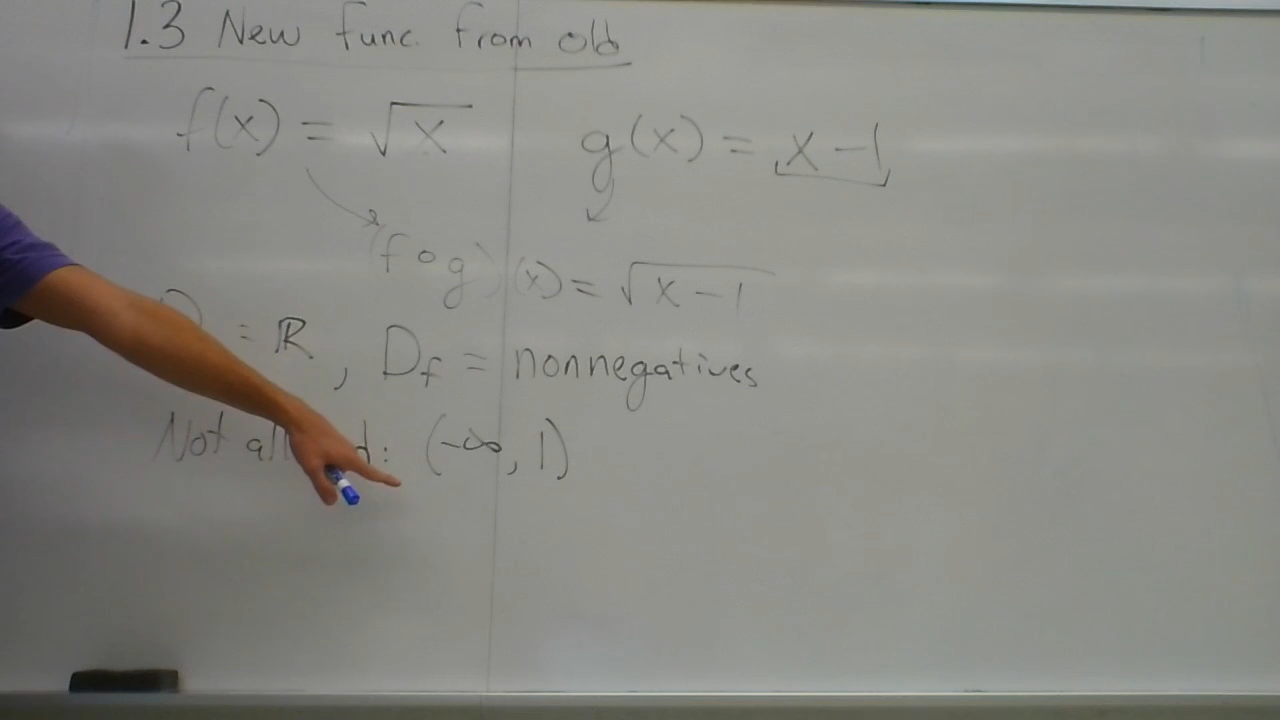 1.3 New func. from old
f(x) = √x g(x) = x-1
(f∘g)(x) = √x-1
= ℝ, D_f = nonnegatives
Not : (-∞, 1)